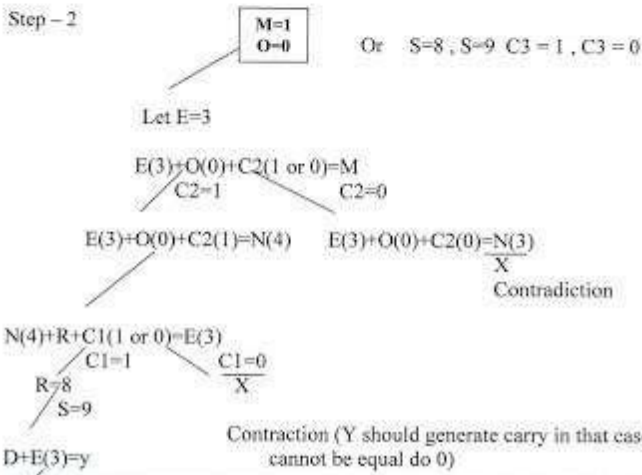 Step – 2
M=1
O=0
Or S=8 , S=9 C3 = 1 , C3 = 0
Let E=3
E(3)+O(0)+C2(1 or 0)=M
C2=1 C2=0
E(3)+O(0)+C2(1)=N(4) E(3)+O(0)+C2(0)=N(3)
X
Contradiction
N(4)+R+C1(1 or 0)=E(3)
C1=1 C1=0
R=8 X
S=9
Contraction (Y should generate carry in that cas
D+E(3)=y cannot be equal do 0)